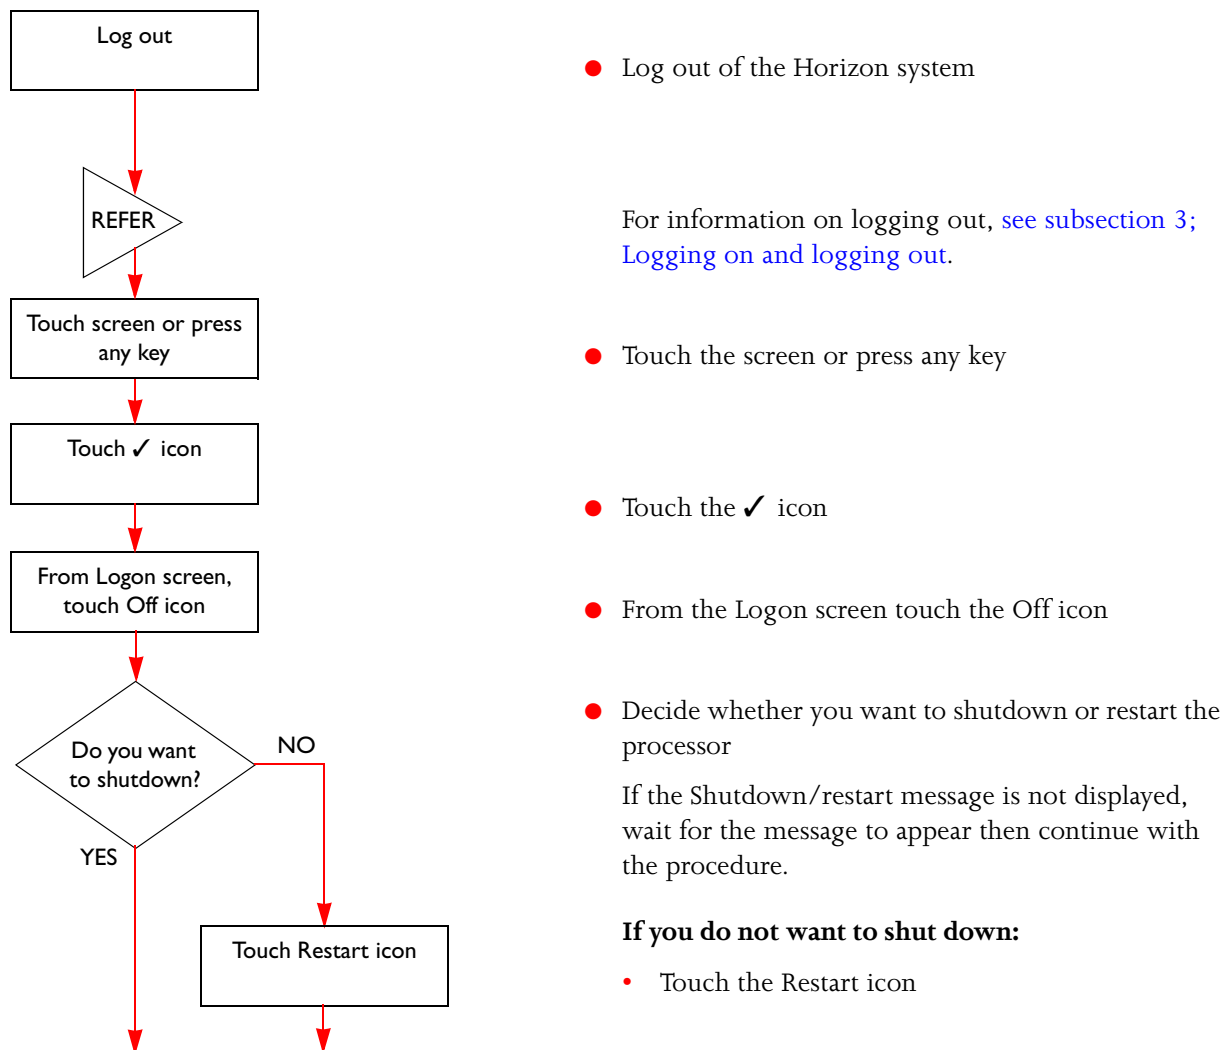 Log out
Log out of the Horizon system
REFER
For information on logging out, see subsection 3;
Logging on and logging out.
Touch screen or press
any key
Touch the screen or press any key
Touch ✓ icon
Touch the ✓ icon
From Logon screen,
touch Off icon
From the Logon screen touch the Off icon
Do you want
to shutdown?
NO
YES
Decide whether you want to shutdown or restart the
processor
If the Shutdown/restart message is not displayed,
wait for the message to appear then continue with
the procedure.
If you do not want to shut down:
Touch Restart icon
• Touch the Restart icon